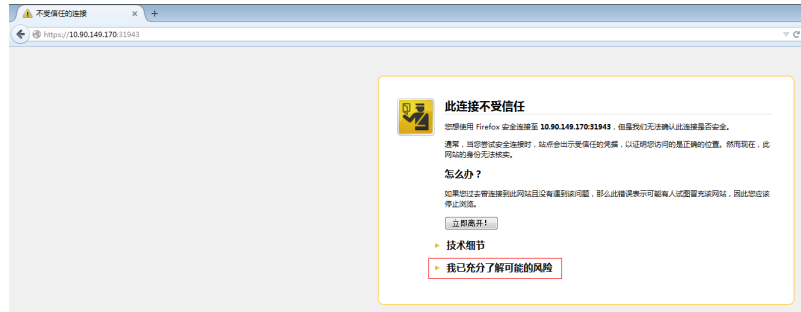 不受信任的连接
https://10.90.149.170:31943
此连接不受信任
您想使用 Firefox 安全连接至 10.90.149.170:31943，但是我们无法确认此连接是否安全。
通常，当您尝试安全连接时，站点会出示受信任的凭据，以证明您访问的是正确的位置。然而现在，此
网站的身份无法核实。
怎么办？
如果您过去曾连接到此网站且没有遇到该问题，那么此错误表示可能有人试图冒充该网站，因此您应该
停止浏览。
立即离开！
技术细节
我已充分了解可能的风险